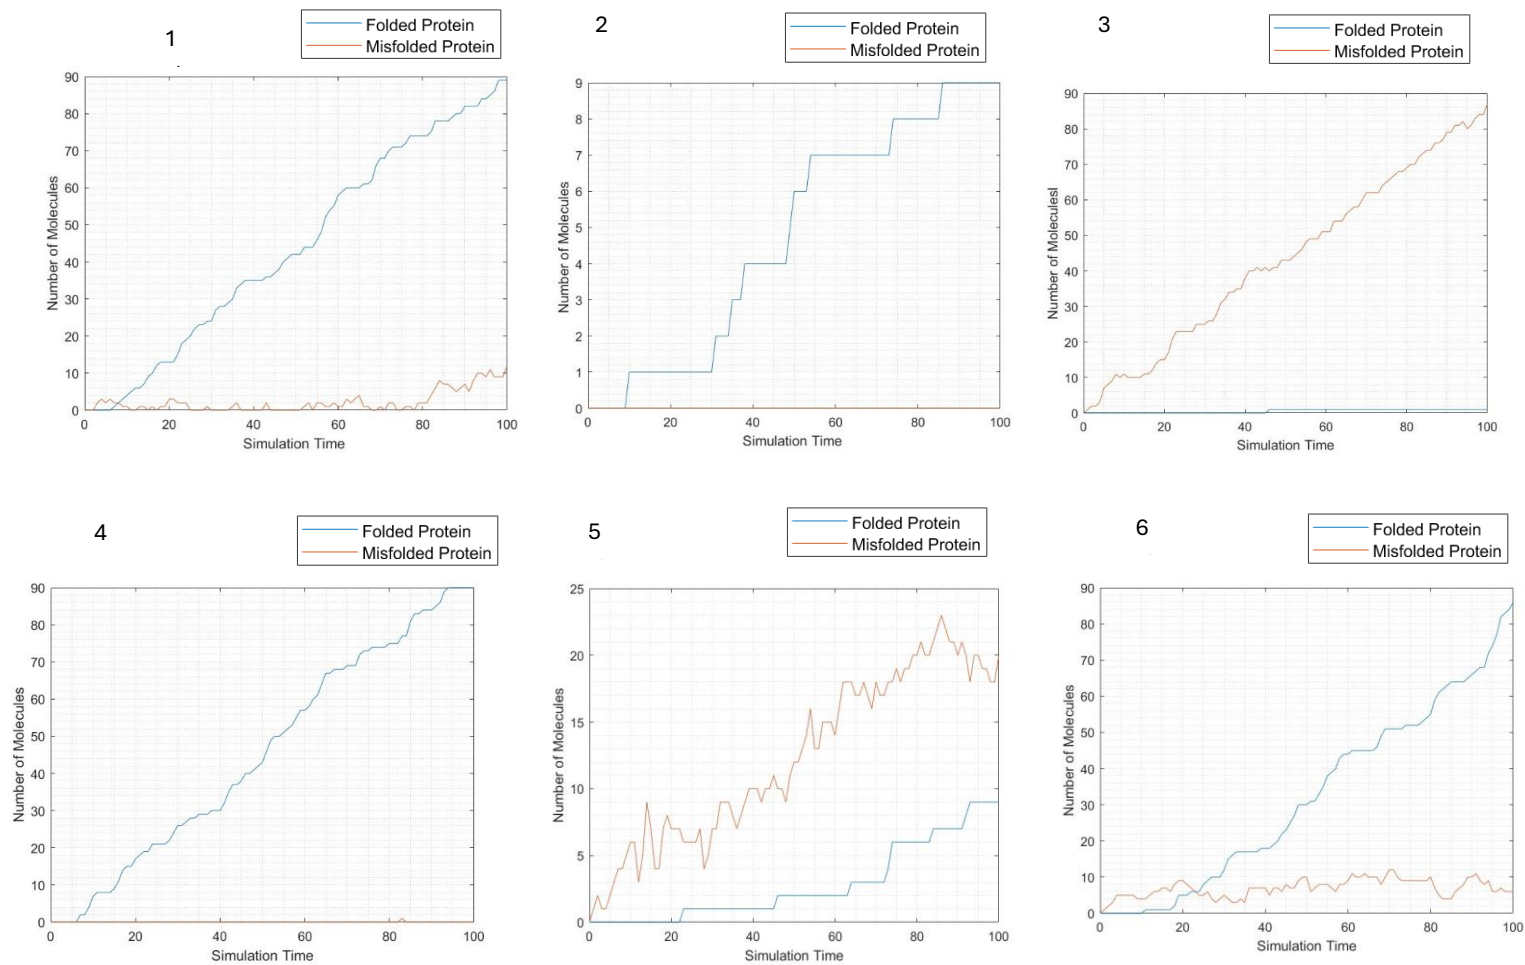 1
Folded Protein
Misfolded Protein
90
80
70
60
50
40
30
20
10
0
0 20 40 60 80 100
Number of Molecules
Simulation Time
2
Folded Protein
Misfolded Protein
9
8
7
6
5
4
3
2
1
0
0 20 40 60 80 100
Number of Molecules
Simulation Time
3
Folded Protein
Misfolded Protein
90
80
70
60
50
40
30
20
10
0
0 20 40 60 80 100
Number of Moleculesl
Simulation Time
4
Folded Protein
Misfolded Protein
90
80
70
60
50
40
30
20
10
0
0 20 40 60 80 100
Number of Molecules
Simulation Time
5
Folded Protein
Misfolded Protein
25
20
15
10
5
0
0 20 40 60 80 100
Number of Molecules
Simulation Time
6
Folded Protein
Misfolded Protein
90
80
70
60
50
40
30
20
10
0
0 20 40 60 80 100
Number of Molecules
Simulation Time